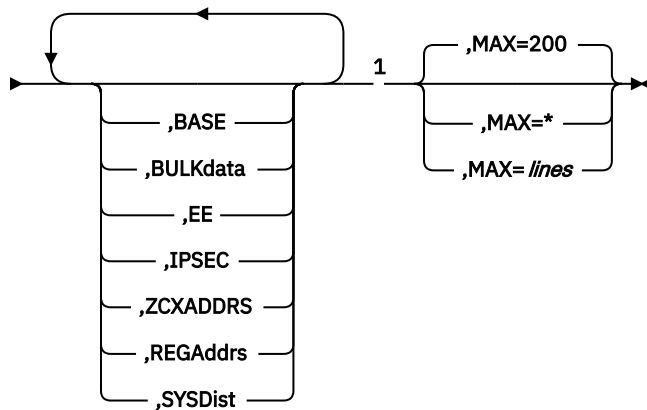 ,MAX=200
1
,BASE
,MAX=*
,BULKdata
,MAX= lines
,EE
,IPSEC
,ZCXADDRS
,REGAddrs
,SYSDist